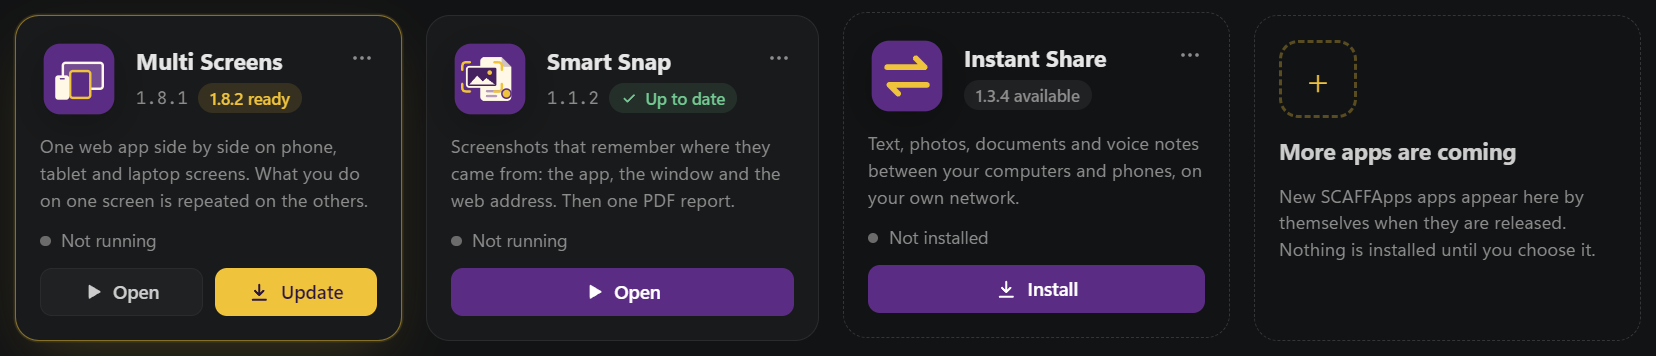 Multi Screens
1.8.1 1.8.2 ready
One web app side by side on phone,
tablet and laptop screens. What you do
on one screen is repeated on the others.
Not running
Open Update
Smart Snap
1.1.2 Up to date
Screenshots that remember where they
came from: the app, the window and the
web address. Then one PDF report.
Not running
Open
Instant Share
1.3.4 available
Text, photos, documents and voice notes
between your computers and phones, on
your own network.
Not installed
Install
More apps are coming
New SCAFFApps apps appear here by
themselves when they are released.
Nothing is installed until you choose it.